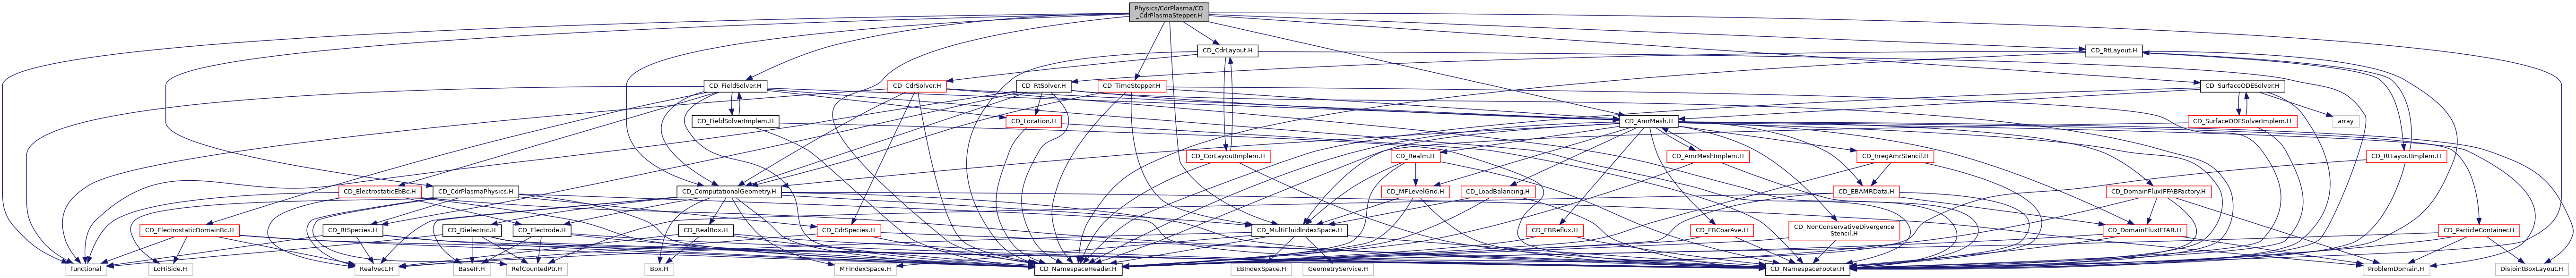 Physics/CdrPlasma/CD
_CdrPlasmaStepper.H
CD_CdrLayout.H
CD_RtLayout.H
CD_FieldSolver.H
CD_CdrSolver.H
CD_RtSolver.H
CD_TimeStepper.H
CD_SurfaceODESolver.H
CD_FieldSolverImplem.H
CD_Location.H
CD_AmrMesh.H
CD_SurfaceODESolverImplem.H
array
CD_CdrLayoutImplem.H
CD_Realm.H
CD_AmrMeshImplem.H
CD_IrregAmrStencil.H
CD_RtLayoutImplem.H
CD_ElectrostaticEbBc.H
CD_CdrPlasmaPhysics.H
CD_ComputationalGeometry.H
CD_MFLevelGrid.H
CD_LoadBalancing.H
CD_EBAMRData.H
CD_DomainFluxIFFABFactory.H
CD_ElectrostaticDomainBc.H
CD_RtSpecies.H
CD_Dielectric.H
CD_Electrode.H
CD_RealBox.H
CD_CdrSpecies.H
CD_MultiFluidIndexSpace.H
CD_EBReflux.H
CD_EBCoarAve.H
CD_NonConservativeDivergence
Stencil.H
CD_DomainFluxIFFAB.H
CD_ParticleContainer.H
functional
LoHiSide.H
RealVect.H
BaseIF.H
RefCountedPtr.H
Box.H
MFIndexSpace.H
CD_NamespaceHeader.H
EBIndexSpace.H
GeometryService.H
CD_NamespaceFooter.H
ProblemDomain.H
DisjointBoxLayout.H